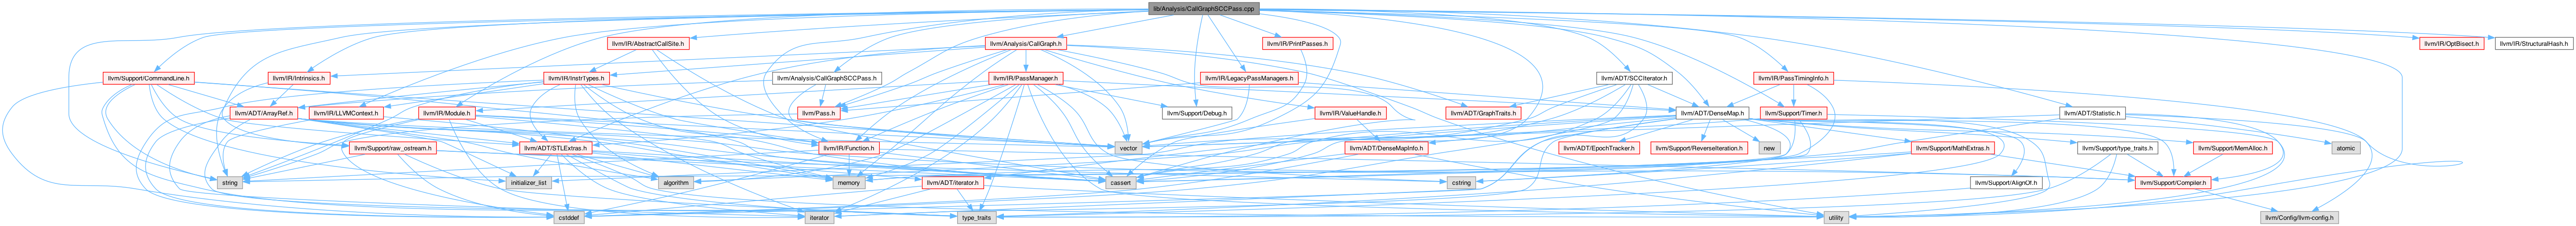 lib/Analysis/CallGraphSCCPass.cpp
llvm/IR/AbstractCallSite.h
llvm/Analysis/CallGraph.h
llvm/IR/PrintPasses.h
llvm/IR/OptBisect.h
llvm/IR/StructuralHash.h
llvm/Support/CommandLine.h
llvm/IR/Intrinsics.h
llvm/IR/InstrTypes.h
llvm/Analysis/CallGraphSCCPass.h
llvm/IR/PassManager.h
llvm/IR/LegacyPassManagers.h
llvm/ADT/SCCIterator.h
llvm/IR/PassTimingInfo.h
llvm/ADT/ArrayRef.h
llvm/IR/LLVMContext.h
llvm/IR/Module.h
llvm/Pass.h
llvm/Support/Debug.h
llvm/IR/ValueHandle.h
llvm/ADT/GraphTraits.h
llvm/ADT/DenseMap.h
llvm/Support/Timer.h
llvm/ADT/Statistic.h
llvm/Support/raw_ostream.h
llvm/ADT/STLExtras.h
llvm/IR/Function.h
vector
llvm/ADT/DenseMapInfo.h
llvm/ADT/EpochTracker.h
llvm/Support/ReverseIteration.h
new
llvm/Support/MathExtras.h
llvm/Support/type_traits.h
llvm/Support/MemAlloc.h
atomic
string
initializer_list
algorithm
memory
llvm/ADT/iterator.h
cassert
cstring
llvm/Support/AlignOf.h
llvm/Support/Compiler.h
cstddef
iterator
type_traits
utility
llvm/Config/llvm-config.h